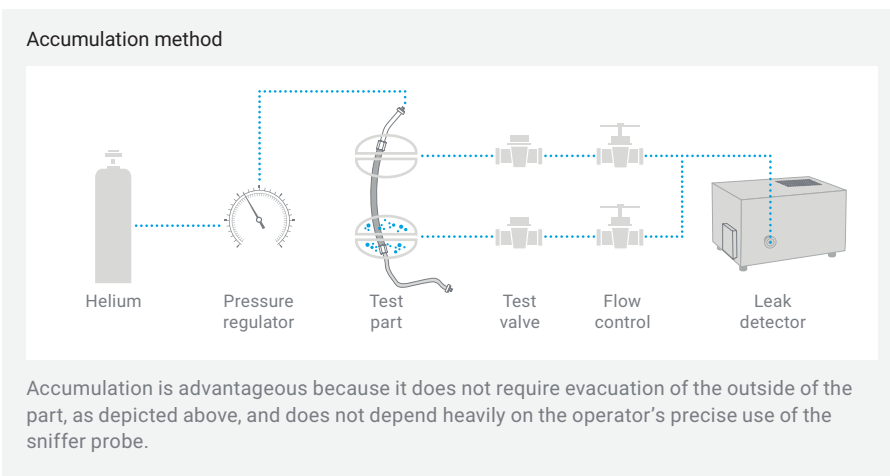 Accumulation method
Helium
Pressure
regulator
Test
part
Test
valve
Flow
control
Leak
detector
Accumulation is advantageous because it does not require evacuation of the outside of the
part, as depicted above, and does not depend heavily on the operator’s precise use of the
sniffer probe.